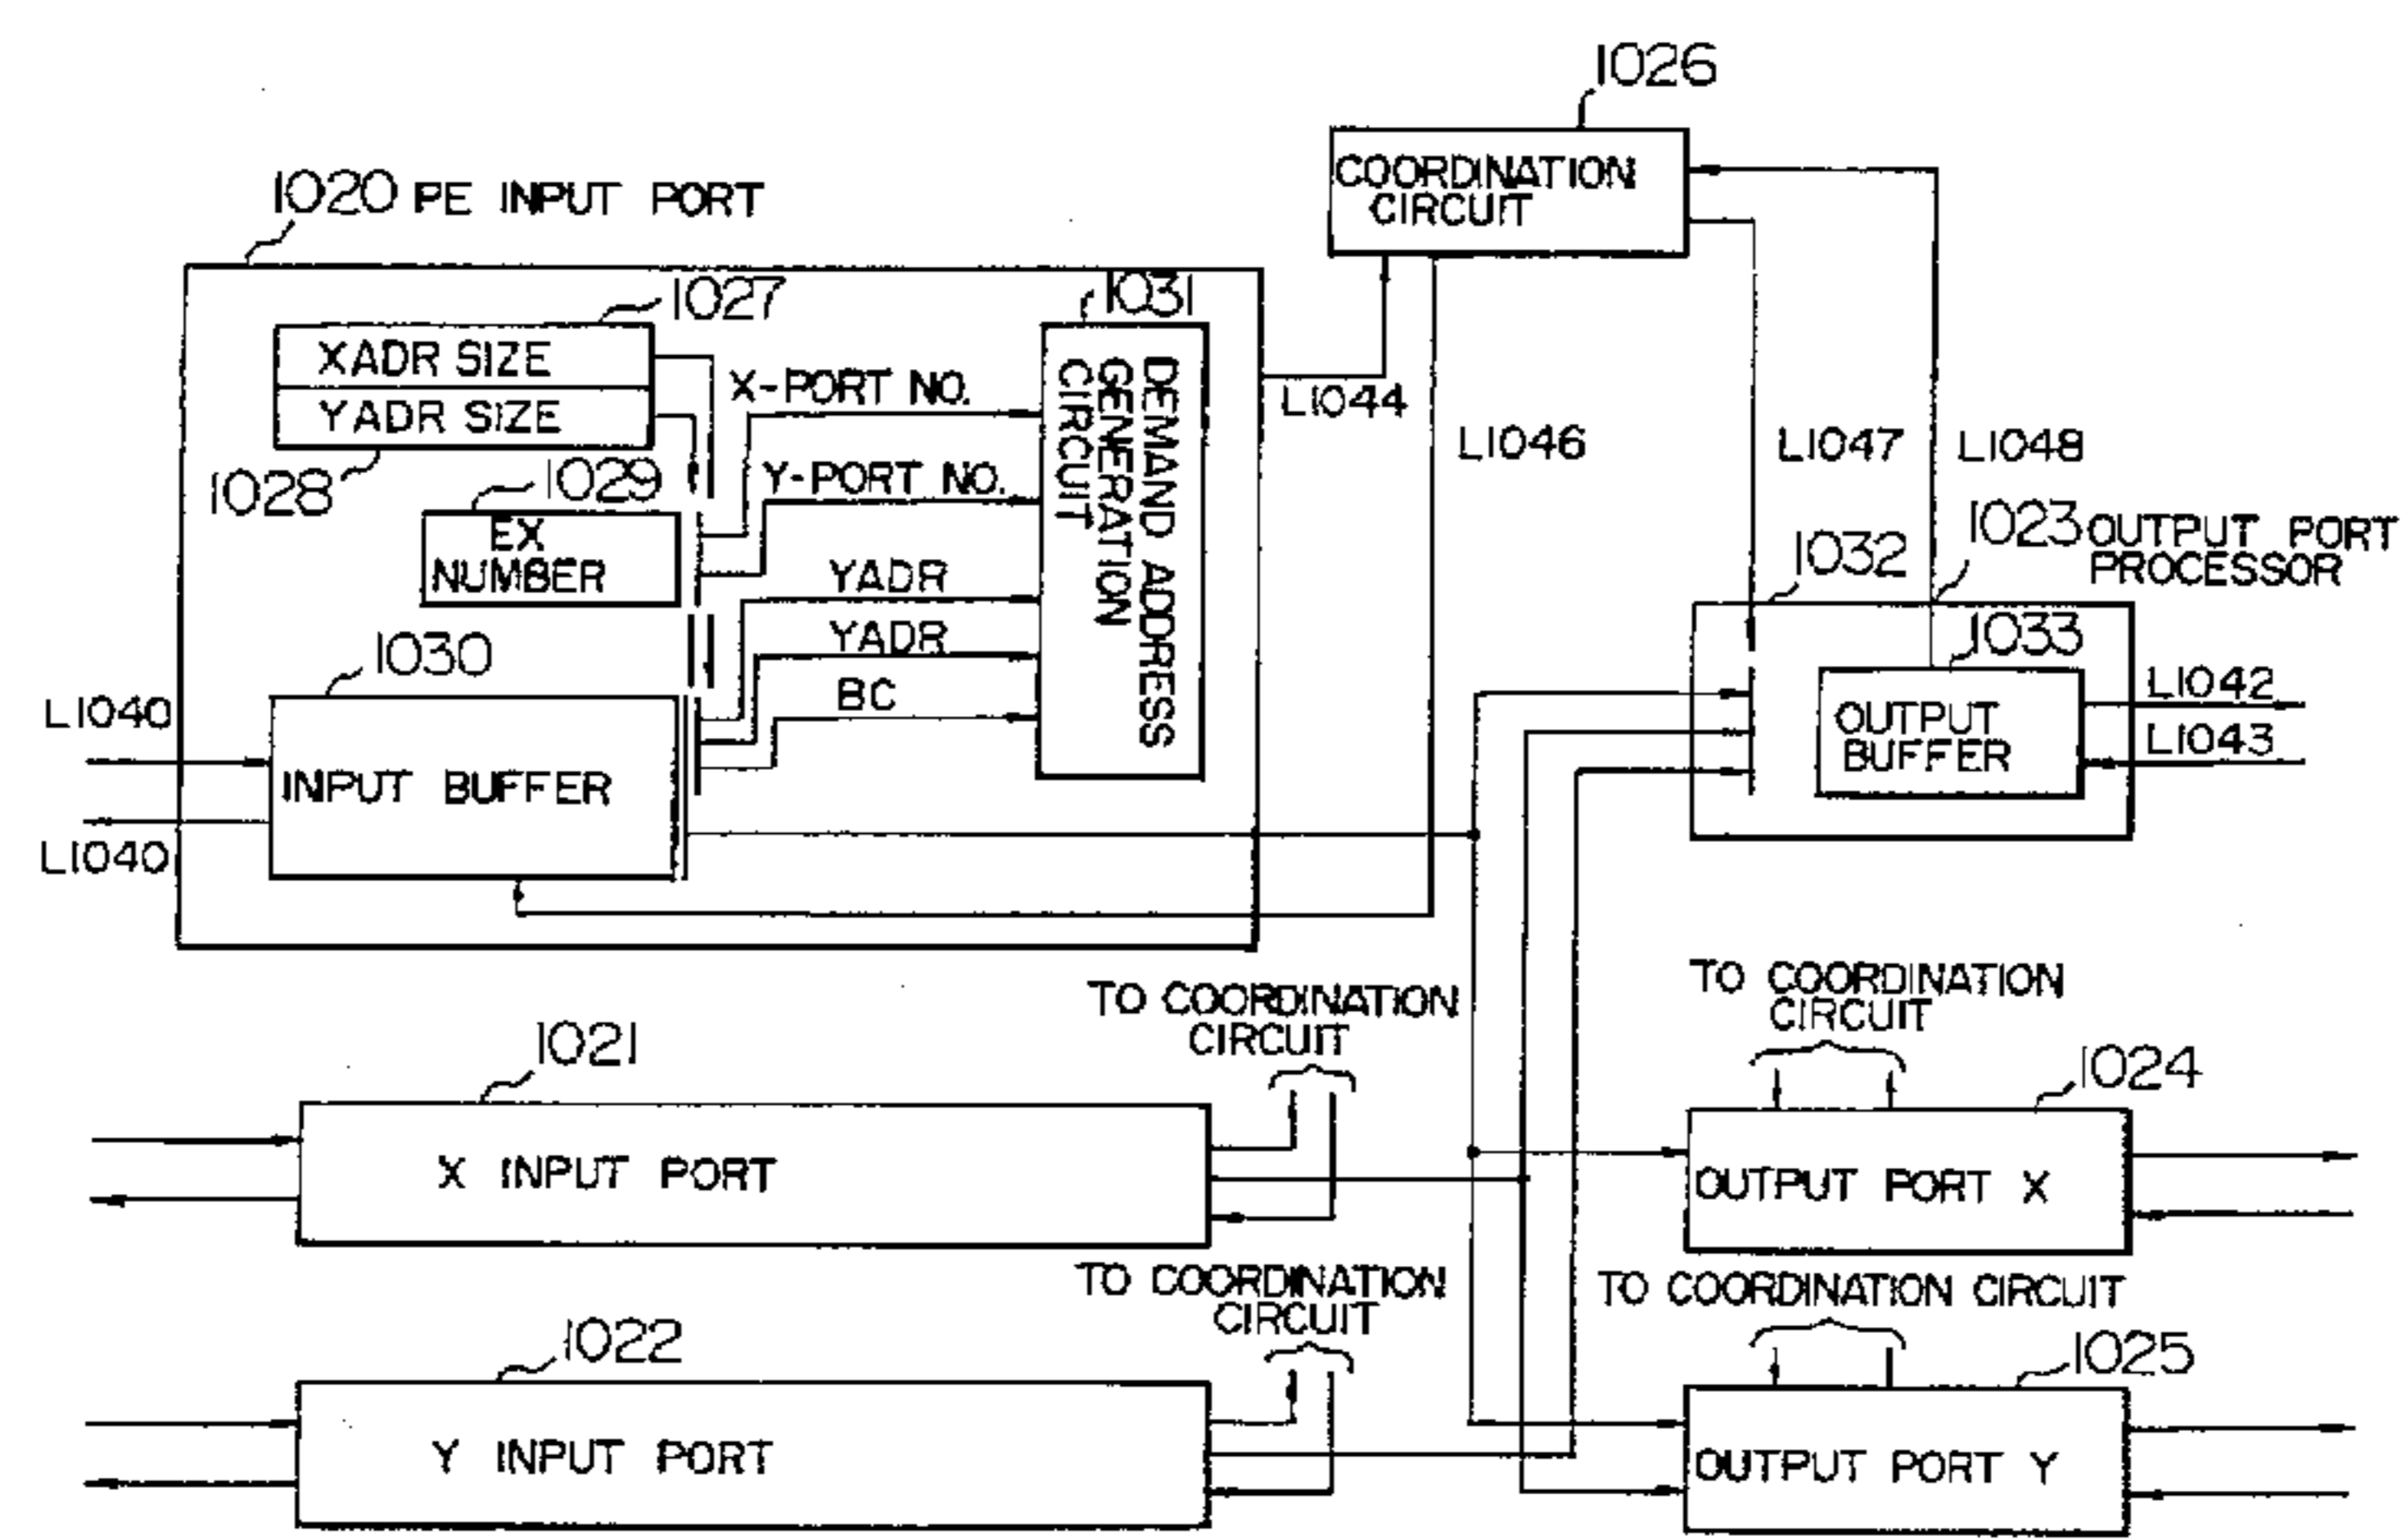 1026
COORDINATION
CIRCUIT
1020 PE INPUT PORT
1027
1031
XADR SIZE
YADR SIZE
1028
1029
EX
NUMBER
X-PORT NO.
Y-PORT NO.
YADR
YADR
BC
DEMAND ADDRESS
GENERATION
CIRCUIT
L1044
L1046
L1047
L1048
1030
L1040
INPUT BUFFER
L1040
1032
1023 OUTPUT PORT
PROCESSOR
1033
OUTPUT
BUFFER
L1042
L1043
TO COORDINATION
CIRCUIT
TO COORDINATION
CIRCUIT
1021
X INPUT PORT
1024
OUTPUT PORT X
TO COORDINATION
CIRCUIT
TO COORDINATION CIRCUIT
1022
Y INPUT PORT
1025
OUTPUT PORT Y